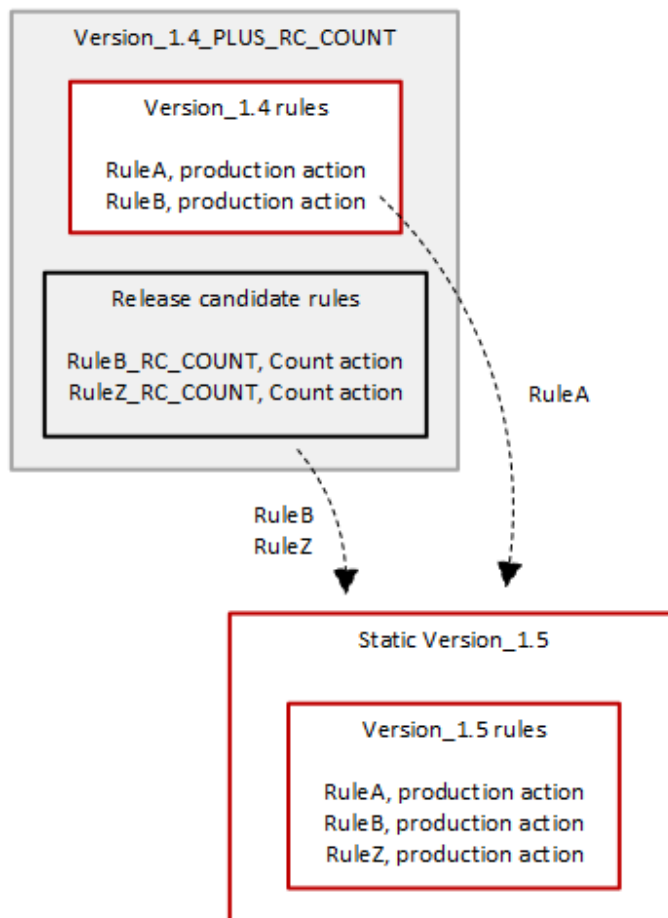 Version_1.4_PLUS_RC_COUNT
Version_1.4 rules
RuleA, production action
RuleB, production action
Release candidate rules
RuleB_RC_COUNT, Count action
RuleZ_RC_COUNT, Count action
RuleA
RuleB
RuleZ
Static Version_1.5
Version_1.5 rules
RuleA, production action
RuleB, production action
RuleZ, production action